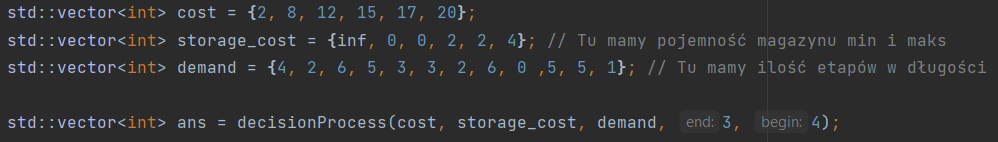 std::vector<int> cost = {2, 8, 12, 15, 17, 20};
std::vector<int> storage_cost = {inf, 0, 0, 2, 2, 4}; // Tu mamy pojemność magazynu min i maks
std::vector<int> demand = {4, 2, 6, 5, 3, 3, 2, 6, 0 ,5, 5, 1}; // Tu mamy ilość etapów w długości
std::vector<int> ans = decisionProcess(cost, storage_cost, demand, end: 3, begin: 4);